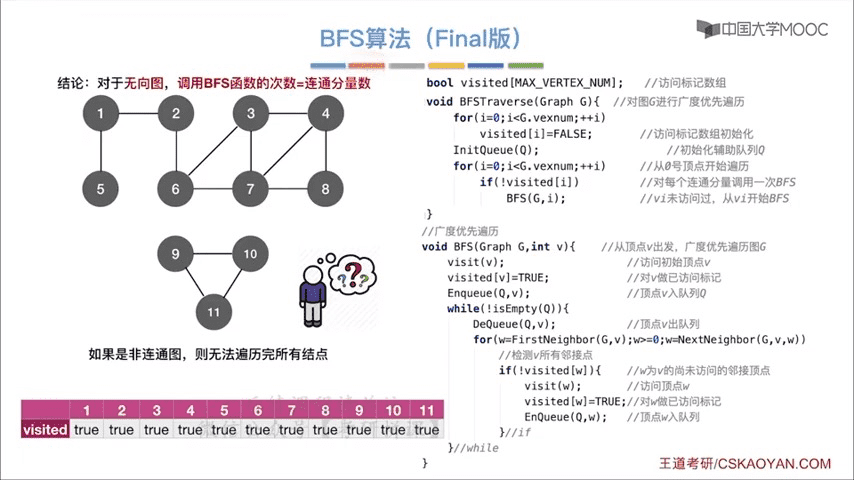 中国大学MOOC
BFS算法（Final版）
结论：对于无向图，调用BFS函数的次数=连通分量数
1 2 3 4
5 6 7 8
9 10
11
? ? ?
如果是非连通图，则无法遍历完所有结点
1 2 3 4 5 6 7 8 9 10 11
visited true true true true true true true true true true true
bool visited[MAX_VERTEX_NUM]; //访问标记数组
void BFSTraverse(Graph G){ //对图G进行广度优先遍历
for(i=0;i<G.vexnum;++i)
visited[i]=FALSE; //访问标记数组初始化
InitQueue(Q); //初始化辅助队列Q
for(i=0;i<G.vexnum;++i) //从0号顶点开始遍历
if(!visited[i]) //对每个连通分量调用一次BFS
BFS(G,i); //vi未访问过，从vi开始BFS
}
//广度优先遍历
void BFS(Graph G,int v){ //从顶点v出发，广度优先遍历图G
visit(v); //访问初始顶点v
visited[v]=TRUE; //对v做已访问标记
Enqueue(Q,v); //顶点v入队列Q
while(!isEmpty(Q)){
DeQueue(Q,v); //顶点v出队列
for(w=FirstNeighbor(G,v);w>=0;w=NextNeighbor(G,v,w))
//检测v所有邻接点
if(!visited[w]){ //w为v的尚未访问的邻接顶点
visit(w); //访问顶点w
visited[w]=TRUE;//对w做已访问标记
EnQueue(Q,w); //顶点w入队列
}//if
}//while
}
王道考研/CSKAOYAN.COM